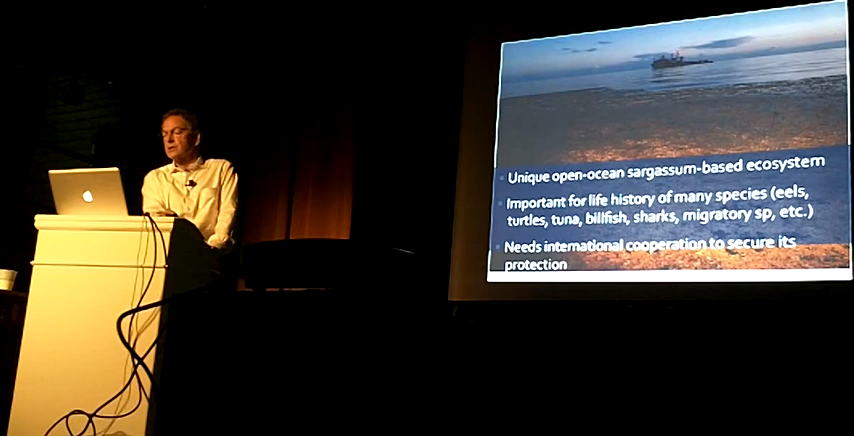 Unique open-ocean sargassum-based ecosystem
Important for life history of many species (eels,
turtles, tuna, billfish, sharks, migratory sp, etc.)
Needs international cooperation to secure its
protection